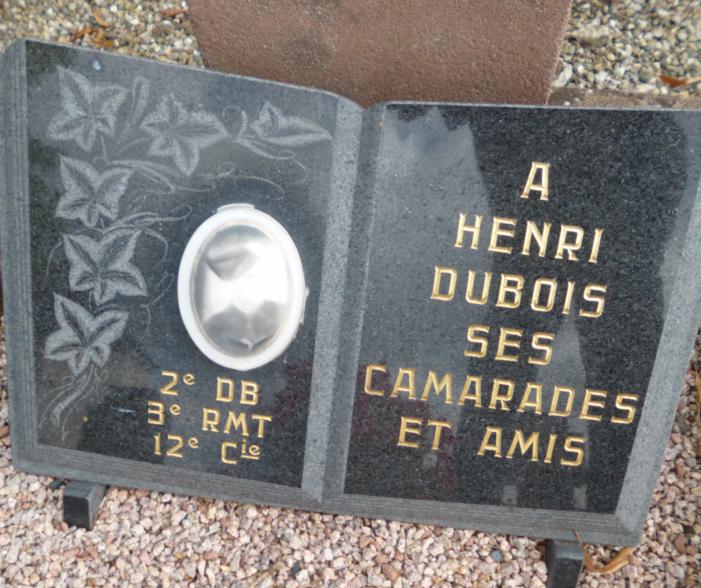 2e DB
3e RMT
12e Cie
A
HENRI
DUBOIS
SES
CAMARADES
ET AMIS